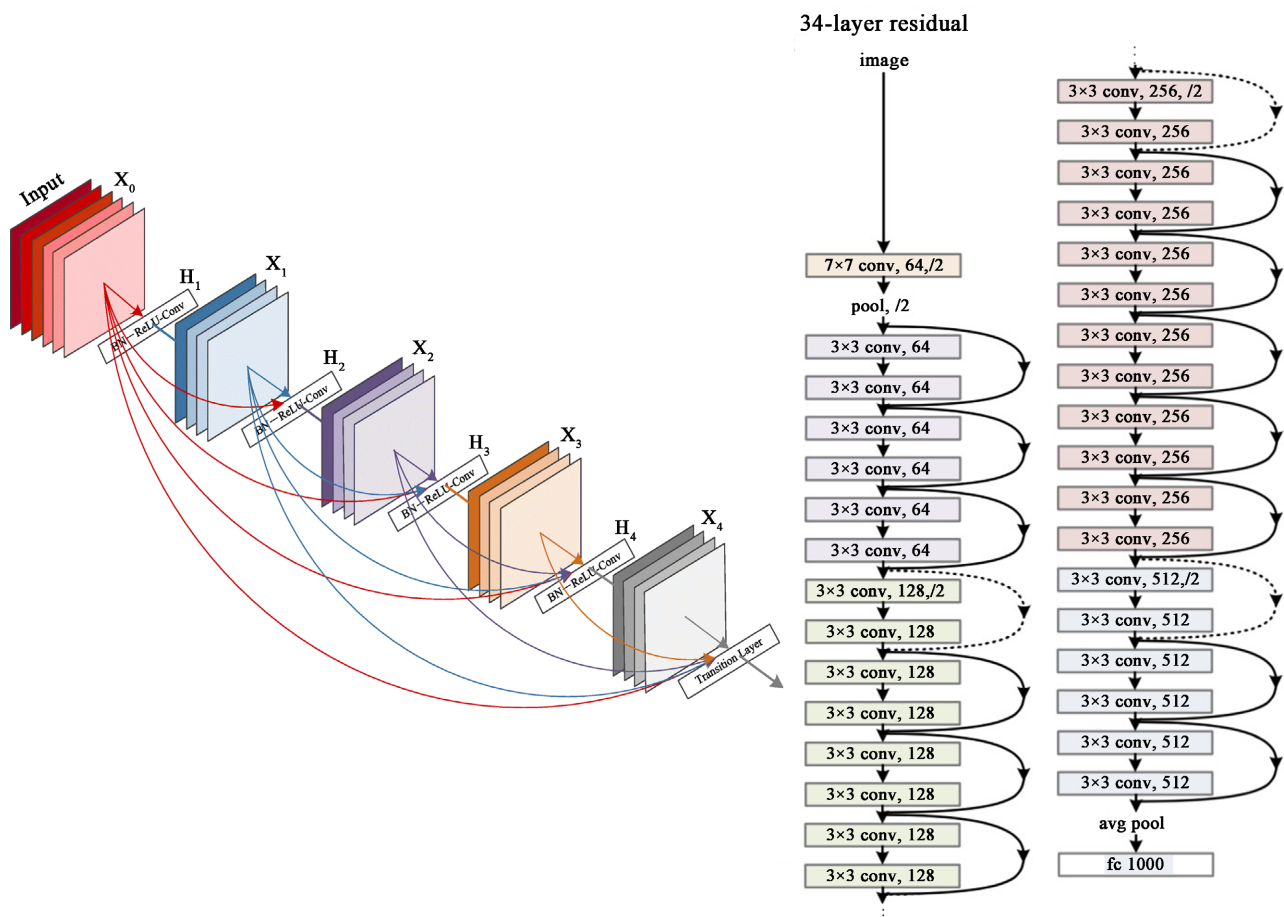 Input
X0
H1
BN—ReLU-Conv
X1
H2
BN—ReLU-Conv
X2
H3
BN—ReLU-Conv
X3
H4
BN—ReLU-Conv
X4
Transition Layer
34-layer residual
image
7×7 conv, 64,/2
pool, /2
3×3 conv, 64
3×3 conv, 64
3×3 conv, 64
3×3 conv, 64
3×3 conv, 64
3×3 conv, 64
3×3 conv, 128,/2
3×3 conv, 128
3×3 conv, 128
3×3 conv, 128
3×3 conv, 128
3×3 conv, 128
3×3 conv, 128
3×3 conv, 128
3×3 conv, 256, /2
3×3 conv, 256
3×3 conv, 256
3×3 conv, 256
3×3 conv, 256
3×3 conv, 256
3×3 conv, 256
3×3 conv, 256
3×3 conv, 256
3×3 conv, 256
3×3 conv, 256
3×3 conv, 256
3×3 conv, 512,/2
3×3 conv, 512
3×3 conv, 512
3×3 conv, 512
3×3 conv, 512
3×3 conv, 512
avg pool
fc 1000